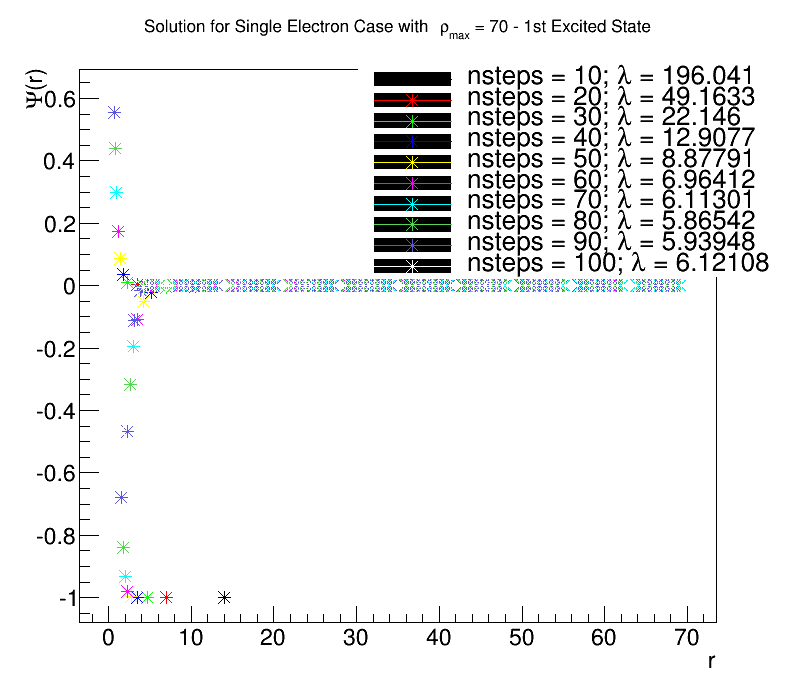 Solution for Single Electron Case with ρmax = 70 - 1st Excited State
Ψ(r)
nsteps = 10; λ = 196.041
nsteps = 20; λ = 49.1633
nsteps = 30; λ = 22.146
nsteps = 40; λ = 12.9077
nsteps = 50; λ = 8.87791
nsteps = 60; λ = 6.96412
nsteps = 70; λ = 6.11301
nsteps = 80; λ = 5.86542
nsteps = 90; λ = 5.93948
nsteps = 100; λ = 6.12108
0.6
0.4
0.2
0
-0.2
-0.4
-0.6
-0.8
-1
0 10 20 30 40 50 60 70
r